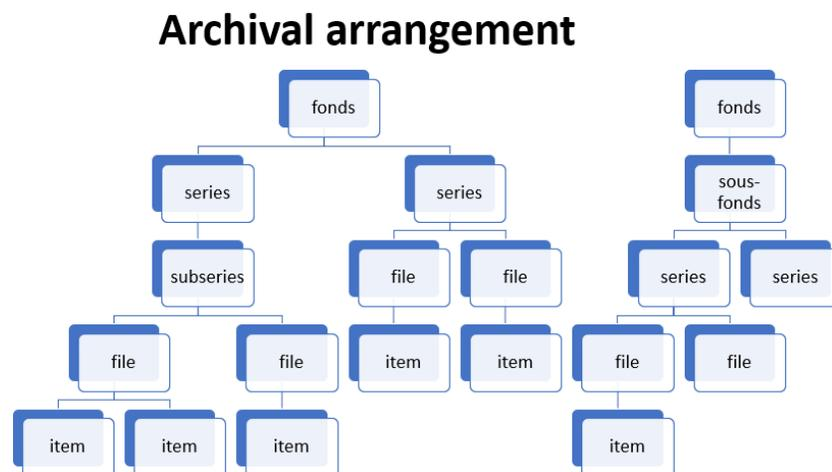 Archival arrangement
fonds
fonds
series
series
sous-
fonds
subseries
file
file
series
series
file
file
item
item
file
file
item
item
item
item